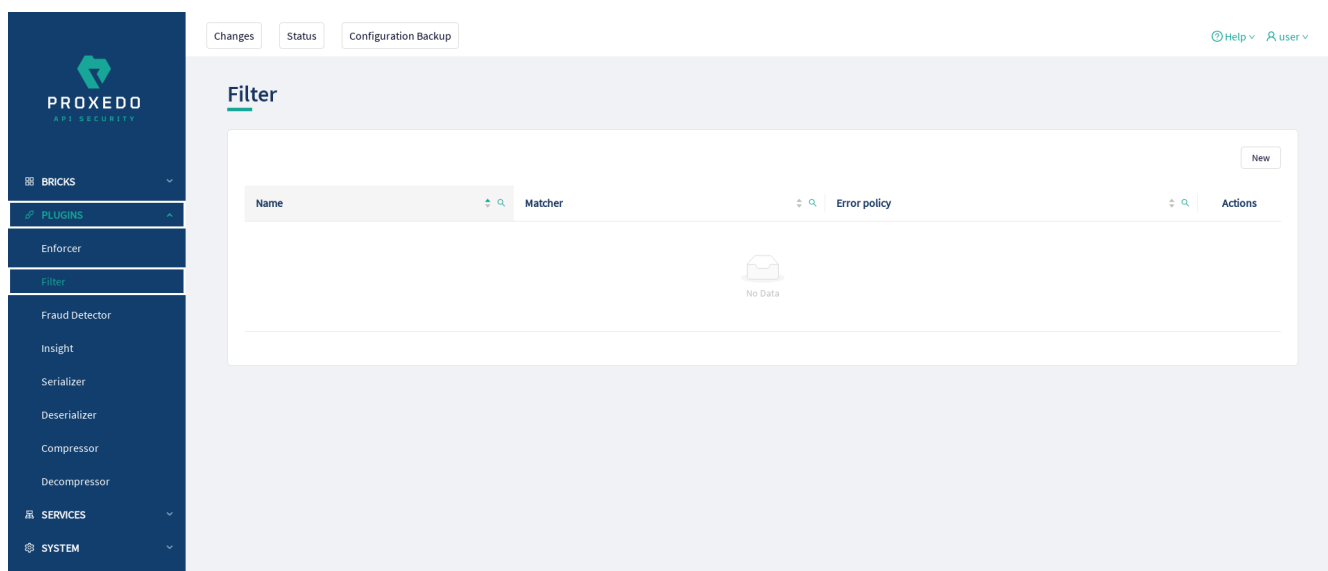 Changes Status Configuration Backup Help user
PROXEDO
API SECURITY
Filter
New
BRICKS
PLUGINS
Enforcer
Filter
Fraud Detector
Insight
Serializer
Deserializer
Compressor
Decompressor
SERVICES
SYSTEM
Name Matcher Error policy Actions
No Data